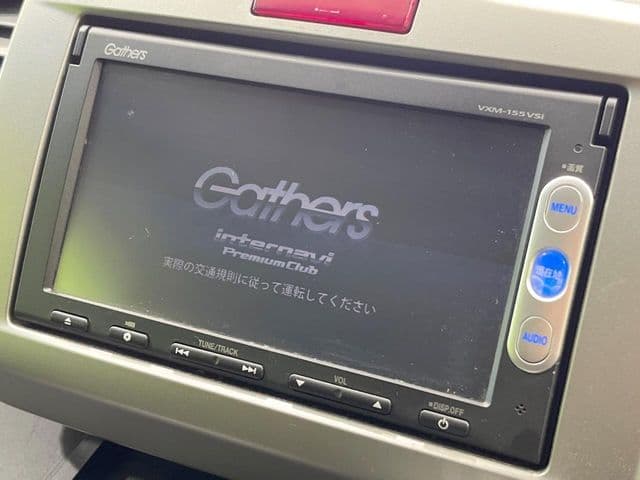 Gathers
VXM-155VSi
■画質
MENU
現在地
AUDIO
Gathers
internavi
Premium Club
実際の交通規則に従って運転してください
TUNE/TRACK
VOL
■DISP.OFF